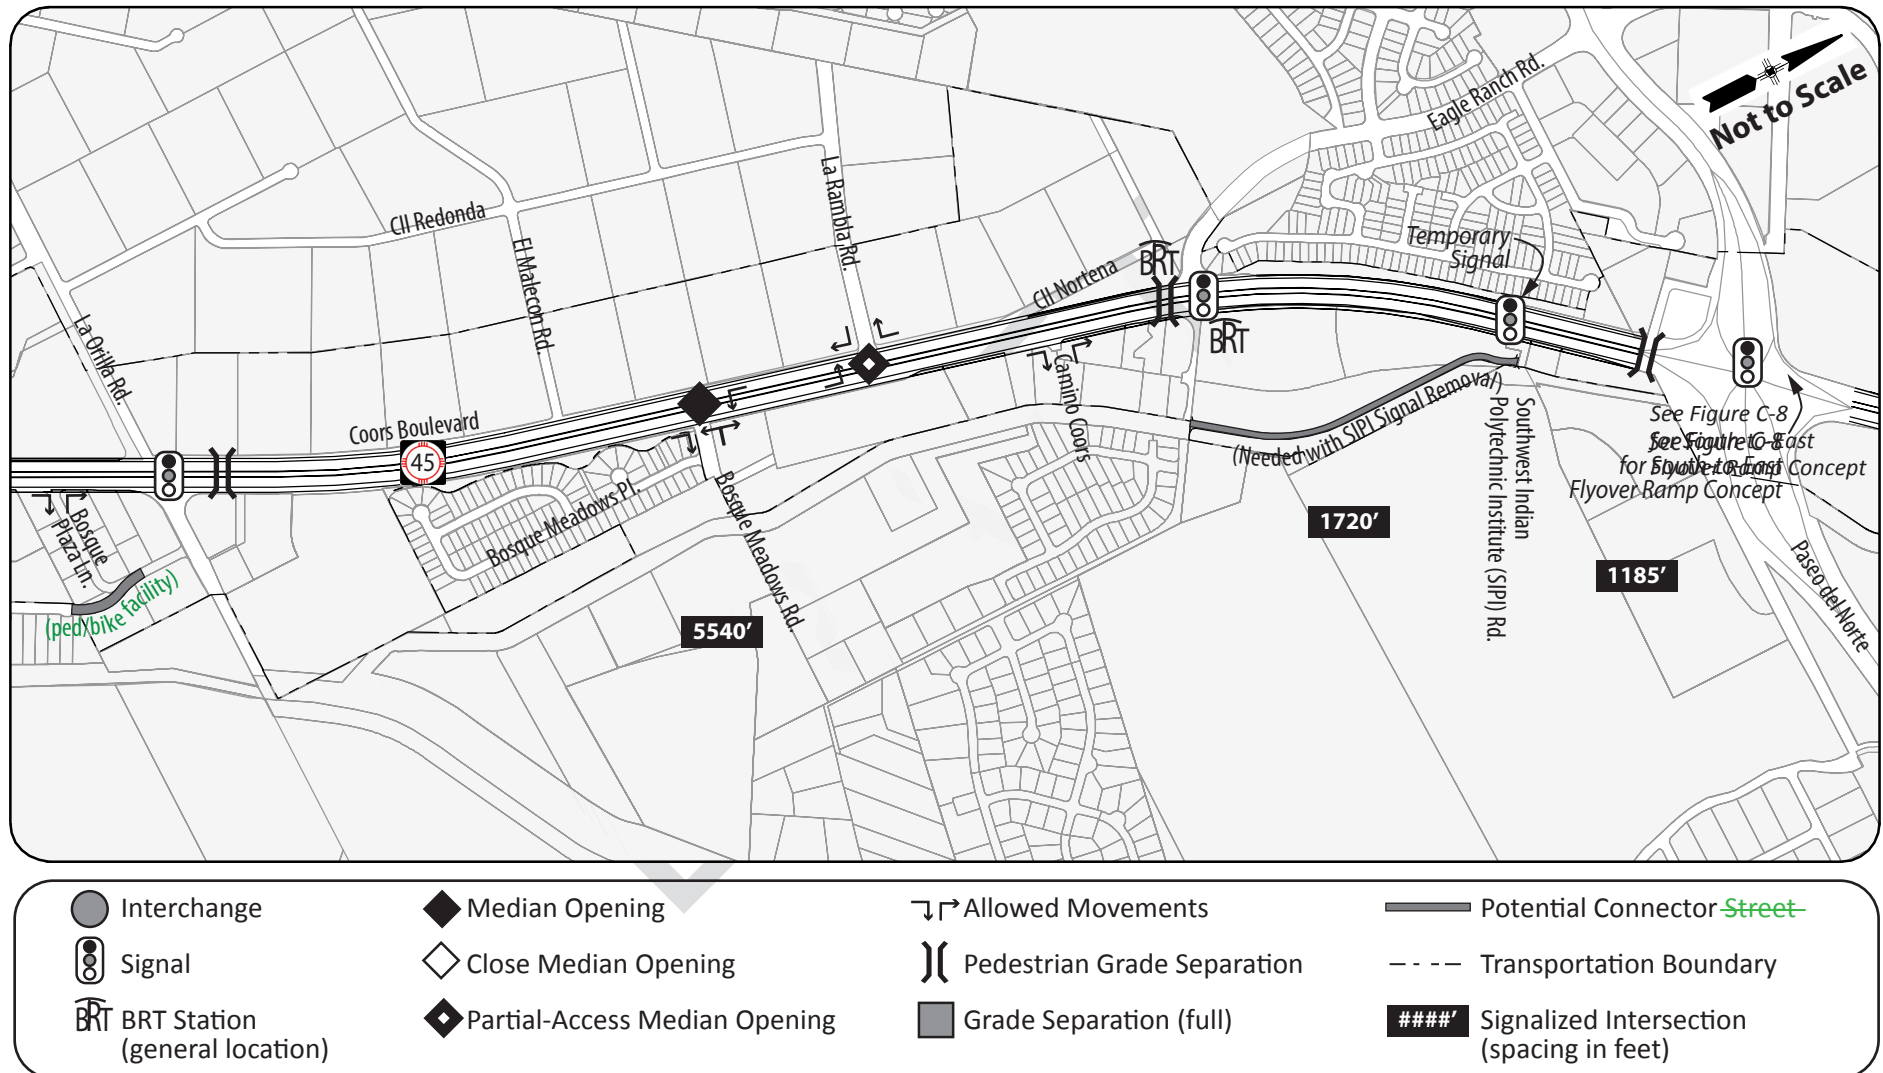 Not to Scale
Eagle Ranch Rd.
La Rambla Rd.
Cll Redonda
El Malecon Rd.
Temporary
Signal
BRT
Cll Nortena
BRT
La Orilla Rd.
Coors Boulevard
45
Camino Coors
(Needed with SIPI Signal Removal)
Southwest Indian
Polytechnic Institute (SIPI) Rd.
See Figure C-8
for South-to-East
Flyover Ramp Concept
See Figure C-8
for South-to-East
Flyover Ramp Concept
Bosque
Plaza Ln.
(ped/bike facility)
Bosque Meadows Pl.
Bosque Meadows Rd.
1720’
1185’
5540’
Paseo del Norte
Interchange
Signal
BRT BRT Station
(general location)
Median Opening
Close Median Opening
Partial-Access Median Opening
Allowed Movements
Pedestrian Grade Separation
Grade Separation (full)
Potential Connector Street
Transportation Boundary
####’ Signalized Intersection
(spacing in feet)